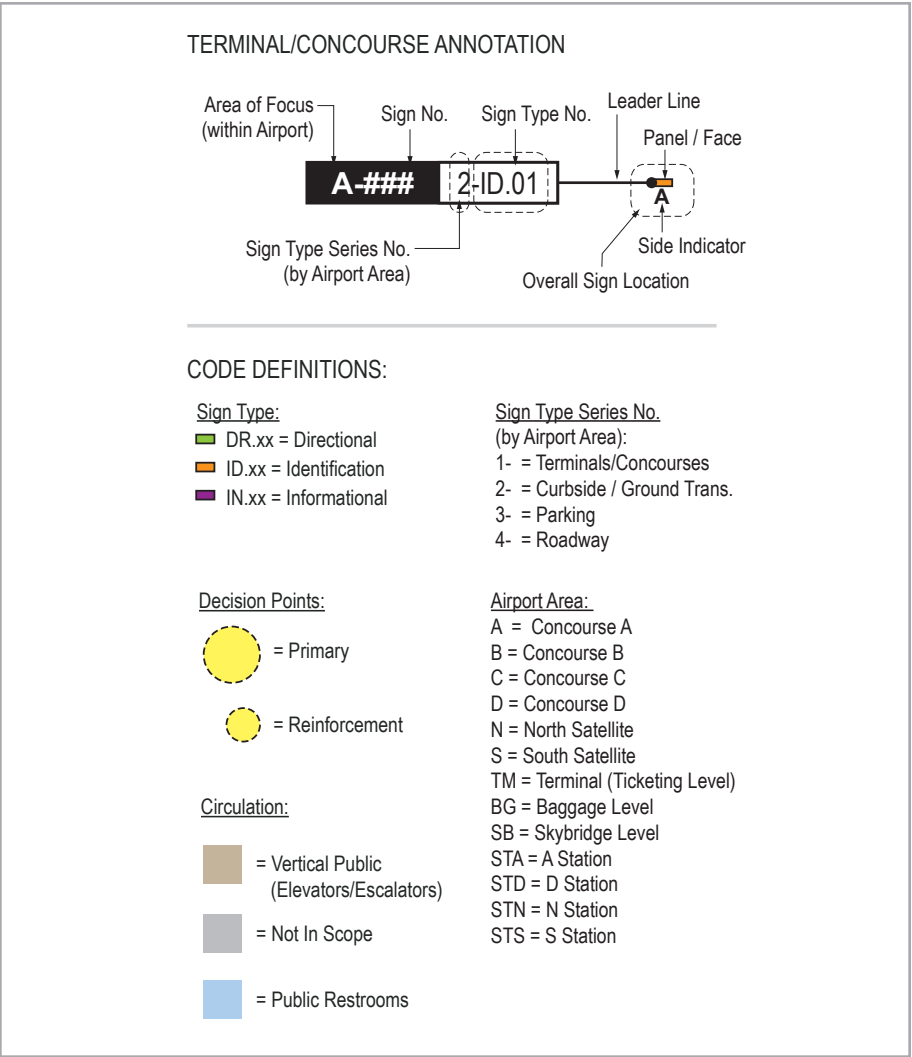 TERMINAL/CONCOURSE ANNOTATION
Area of Focus
(within Airport)
Sign No.
Sign Type No.
Leader Line
Panel / Face
A-###
2-ID.01
A
Sign Type Series No.
(by Airport Area)
Side Indicator
Overall Sign Location
CODE DEFINITIONS:
Sign Type:
DR.xx = Directional
ID.xx = Identification
IN.xx = Informational
Sign Type Series No.
(by Airport Area):
1- = Terminals/Concourses
2- = Curbside / Ground Trans.
3- = Parking
4- = Roadway
Decision Points:
= Primary
= Reinforcement
Airport Area:
A = Concourse A
B = Concourse B
C = Concourse C
D = Concourse D
N = North Satellite
S = South Satellite
TM = Terminal (Ticketing Level)
BG = Baggage Level
SB = Skybridge Level
STA = A Station
STD = D Station
STN = N Station
STS = S Station
Circulation:
= Vertical Public
(Elevators/Escalators)
= Not In Scope
= Public Restrooms